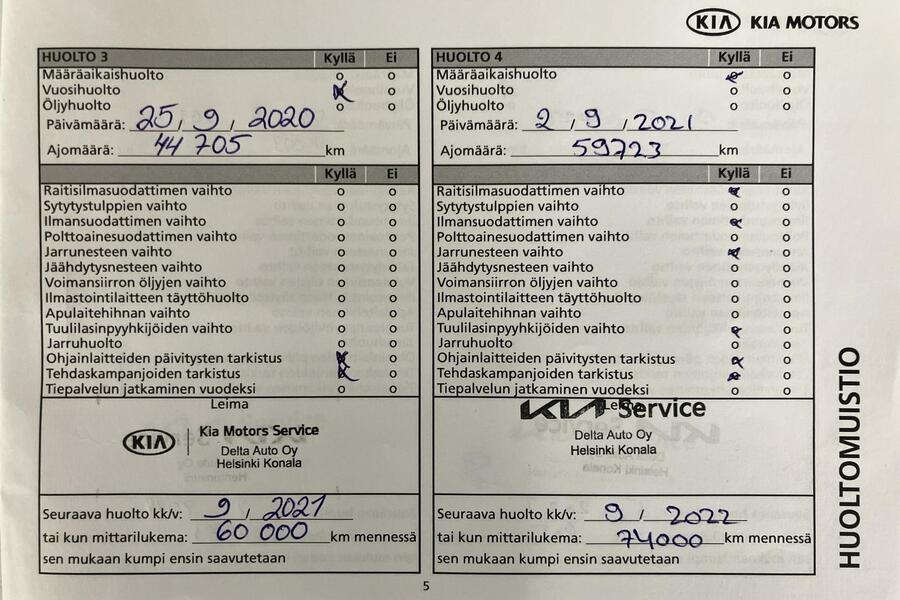 KIA KIA MOTORS
HUOLTO 3 Kyllä Ei
Määräaikaishuolto
Vuosihuolto
Öljyhuolto
Päivämäärä: 25 / 9 / 2020
Ajomäärä: 44 705 km
Kyllä Ei
Raitisilmasuodattimen vaihto
Sytytystulppien vaihto
Ilmansuodattimen vaihto
Polttoainesuodattimen vaihto
Jarrunesteen vaihto
Jäähdytysnesteen vaihto
Voimansiirron öljyjen vaihto
Ilmastointilaitteen täyttöhuolto
Apulaitehihnan vaihto
Tuulilasinpyyhkijöiden vaihto
Jarruhuolto
Ohjainlaitteiden päivitysten tarkistus
Tehdaskampanjoiden tarkistus
Tiepalvelun jatkaminen vuodeksi
Leima
KIA Kia Motors Service
Delta Auto Oy
Helsinki Konala
Seuraava huolto kk/v: 9 / 2021
tai kun mittarilukema: 60 000 km mennessä
sen mukaan kumpi ensin saavutetaan
HUOLTO 4 Kyllä Ei
Määräaikaishuolto
Vuosihuolto
Öljyhuolto
Päivämäärä: 2 / 9 / 2021
Ajomäärä: 59723 km
Kyllä Ei
Raitisilmasuodattimen vaihto
Sytytystulppien vaihto
Ilmansuodattimen vaihto
Polttoainesuodattimen vaihto
Jarrunesteen vaihto
Jäähdytysnesteen vaihto
Voimansiirron öljyjen vaihto
Ilmastointilaitteen täyttöhuolto
Apulaitehihnan vaihto
Tuulilasinpyyhkijöiden vaihto
Jarruhuolto
Ohjainlaitteiden päivitysten tarkistus
Tehdaskampanjoiden tarkistus
Tiepalvelun jatkaminen vuodeksi
Leima
KIA Service
Delta Auto Oy
Helsinki Konala
Seuraava huolto kk/v: 9 / 2022
tai kun mittarilukema: 74000 km mennessä
sen mukaan kumpi ensin saavutetaan
HUOLTOMUISTIO
5